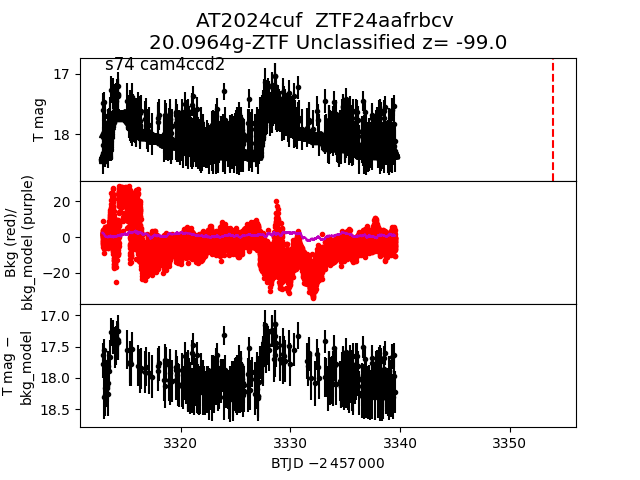 AT2024cuf  ZTF24aafrbcv
20.0964g-ZTF Unclassified z= -99.0
s74 cam4ccd2
17
18
T mag
20
0
−20
Bkg (red)/
bkg_model (purple)
17.0
17.5
18.0
18.5
T mag −
bkg_model
3320
3330
3340
3350
BTJD −2 457 000